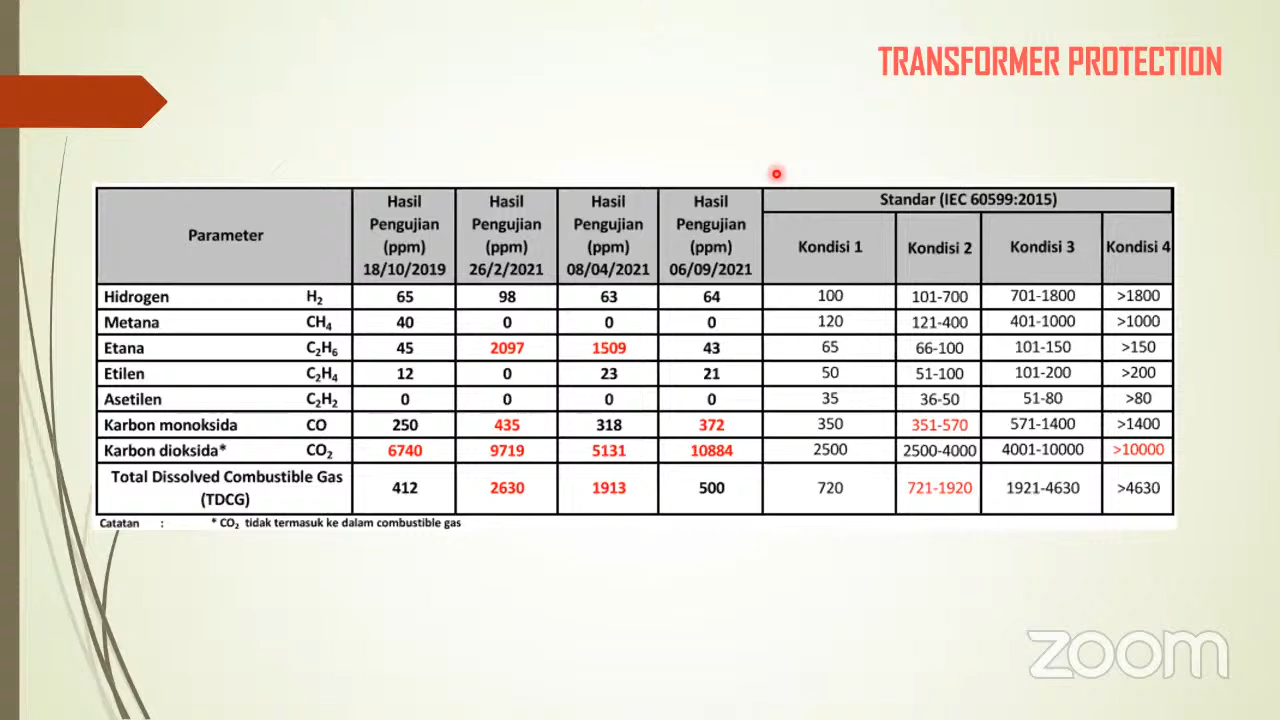 TRANSFORMER PROTECTION
Parameter
Hasil Pengujian (ppm) 18/10/2019
Hasil Pengujian (ppm) 26/2/2021
Hasil Pengujian (ppm) 08/04/2021
Hasil Pengujian (ppm) 06/09/2021
Standar (IEC 60599:2015)
Kondisi 1 Kondisi 2 Kondisi 3 Kondisi 4
Hidrogen H₂ 65 98 63 64 100 101-700 701-1800 >1800
Metana CH₄ 40 0 0 0 120 121-400 401-1000 >1000
Etana C₂H₆ 45 2097 1509 43 65 66-100 101-150 >150
Etilen C₂H₄ 12 0 23 21 50 51-100 101-200 >200
Asetilen C₂H₂ 0 0 0 0 35 36-50 51-80 >80
Karbon monoksida CO 250 435 318 372 350 351-570 571-1400 >1400
Karbon dioksida* CO₂ 6740 9719 5131 10884 2500 2500-4000 4001-10000 >10000
Total Dissolved Combustible Gas (TDCG) 412 2630 1913 500 720 721-1920 1921-4630 >4630
Catatan : * CO₂ tidak termasuk ke dalam combustible gas
zoom